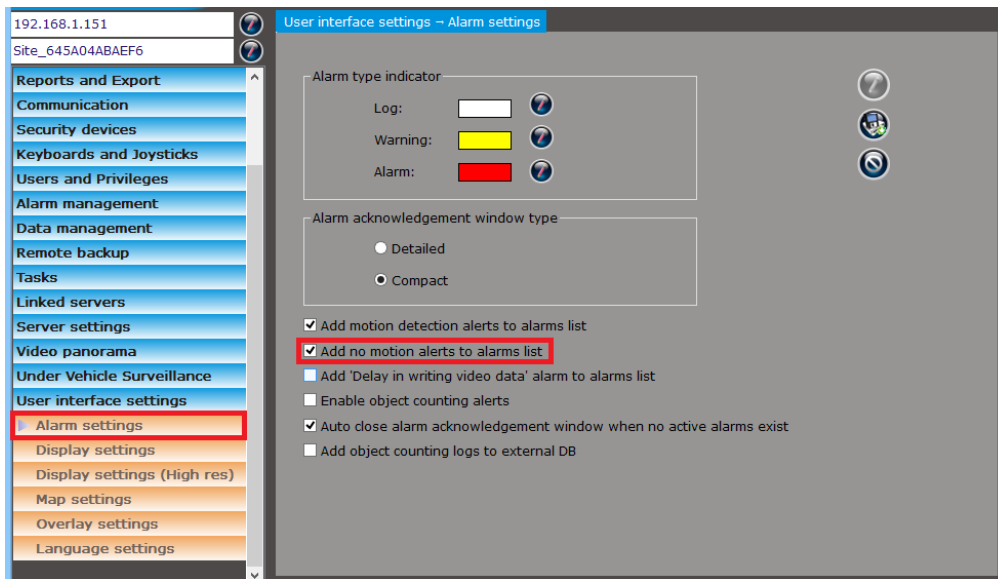 192.168.1.151
Site_645A04ABAEF6
Reports and Export
Communication
Security devices
Keyboards and Joysticks
Users and Privileges
Alarm management
Data management
Remote backup
Tasks
Linked servers
Server settings
Video panorama
Under Vehicle Surveillance
User interface settings
Alarm settings
Display settings
Display settings (High res)
Map settings
Overlay settings
Language settings
User interface settings → Alarm settings
Alarm type indicator
Log:
Warning:
Alarm:
Alarm acknowledgement window type
Detailed
Compact
Add motion detection alerts to alarms list
Add no motion alerts to alarms list
Add 'Delay in writing video data' alarm to alarms list
Enable object counting alerts
Auto close alarm acknowledgement window when no active alarms exist
Add object counting logs to external DB